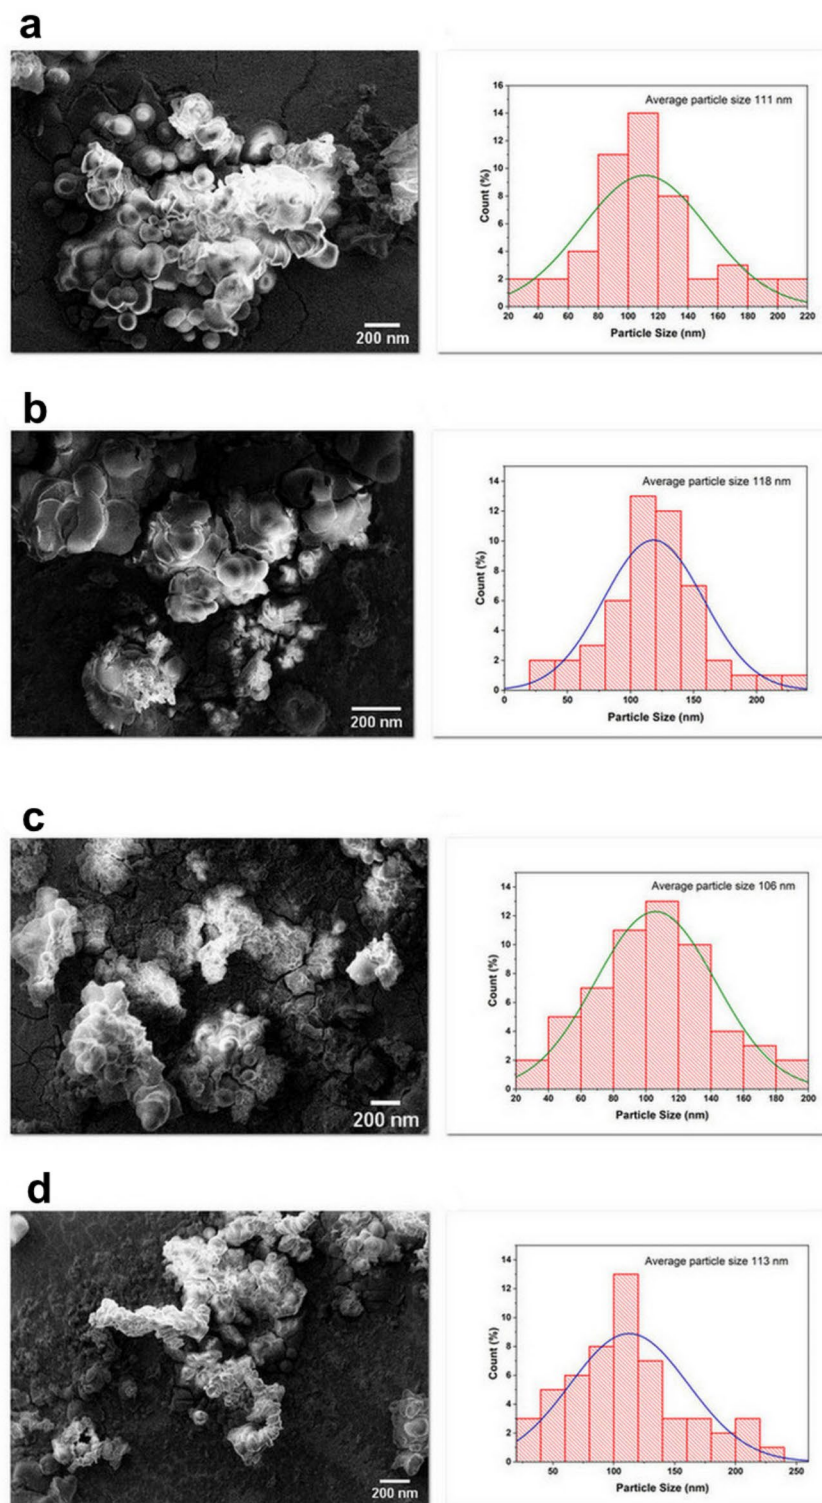 a
200 nm
Average particle size 111 nm
Count (%)
16
14
12
10
8
6
4
2
0
20 40 60 80 100 120 140 160 180 200 220
Particle Size (nm)
b
200 nm
Average particle size 118 nm
Count (%)
14
12
10
8
6
4
2
0
0 50 100 150 200
Particle Size (nm)
c
200 nm
Average particle size 106 nm
Count (%)
14
12
10
8
6
4
2
0
20 40 60 80 100 120 140 160 180 200
Particle Size (nm)
d
200 nm
Average particle size 113 nm
Count (%)
14
12
10
8
6
4
2
0
50 100 150 200 250
Particle Size (nm)